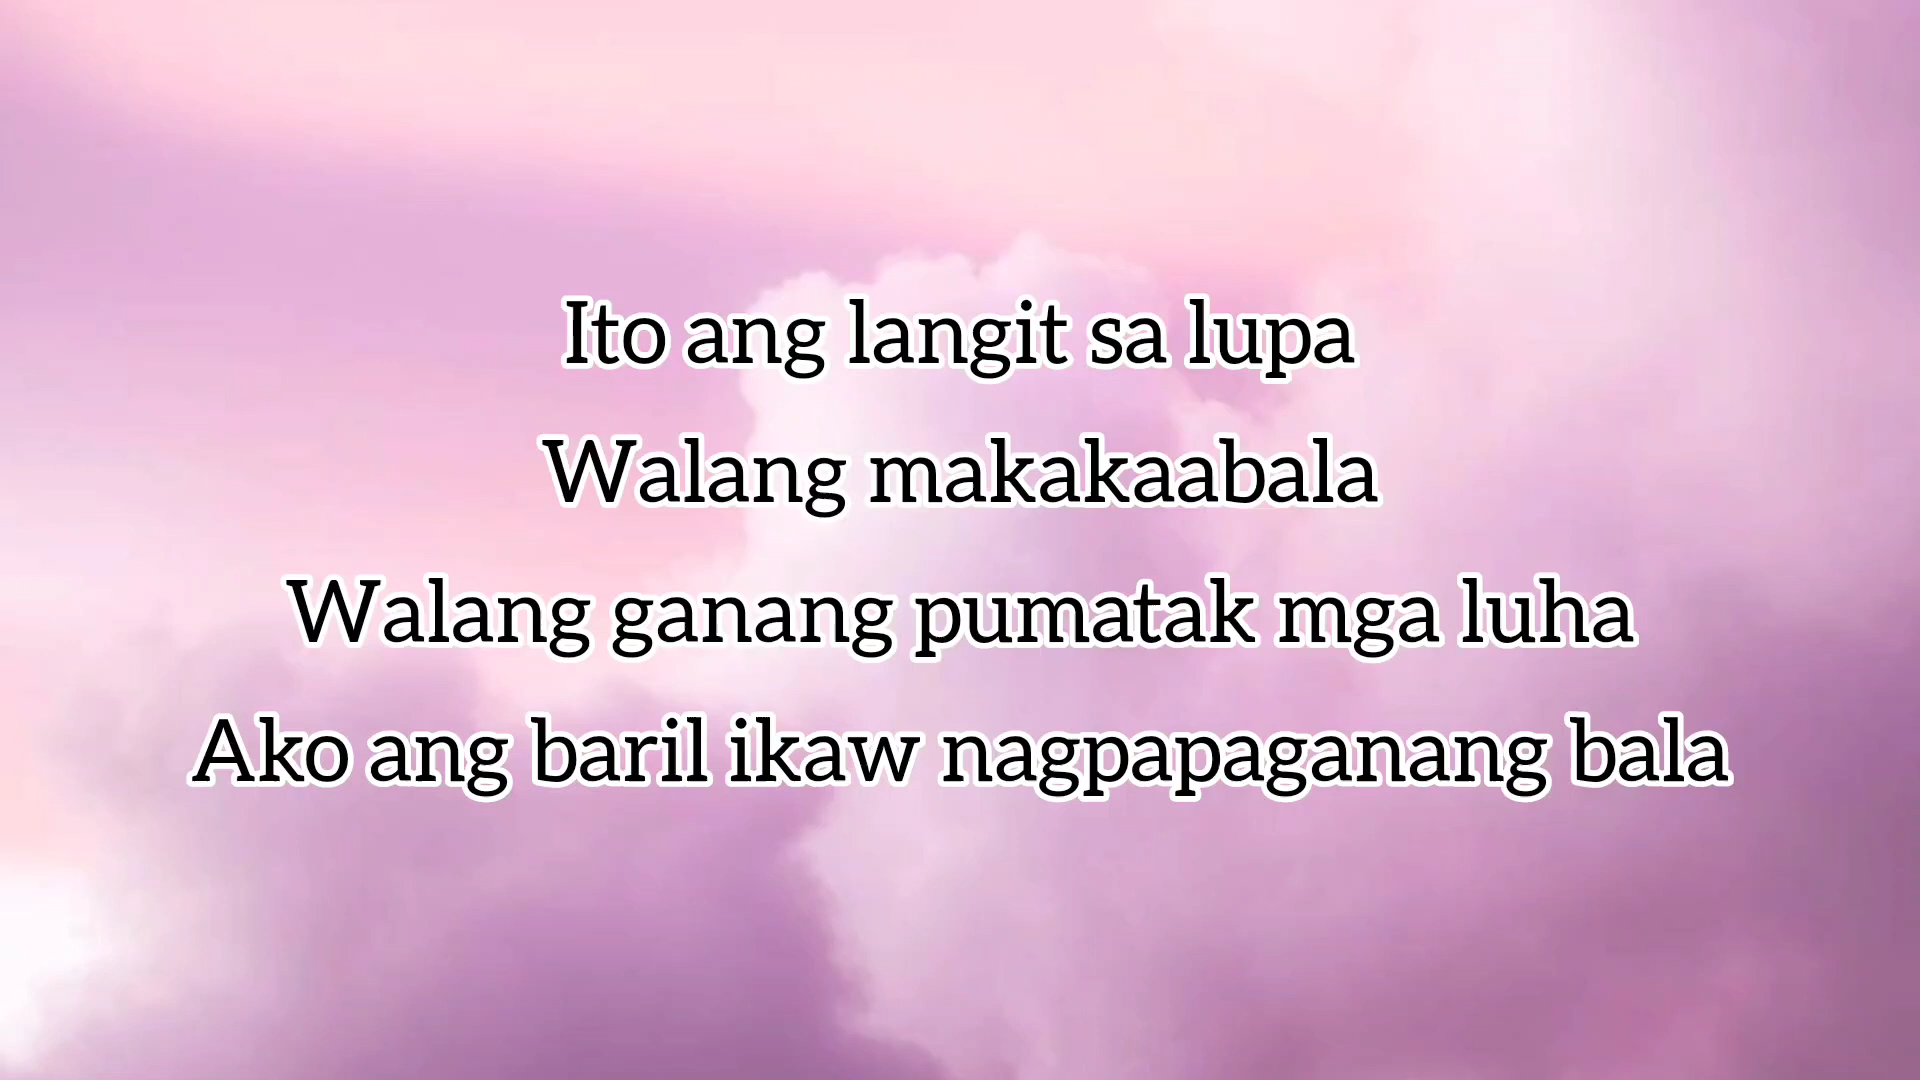 Ito ang langit sa lupa
Walang makakaabala
Walang ganang pumatak mga luha
Ako ang baril ikaw nagpapaganang bala